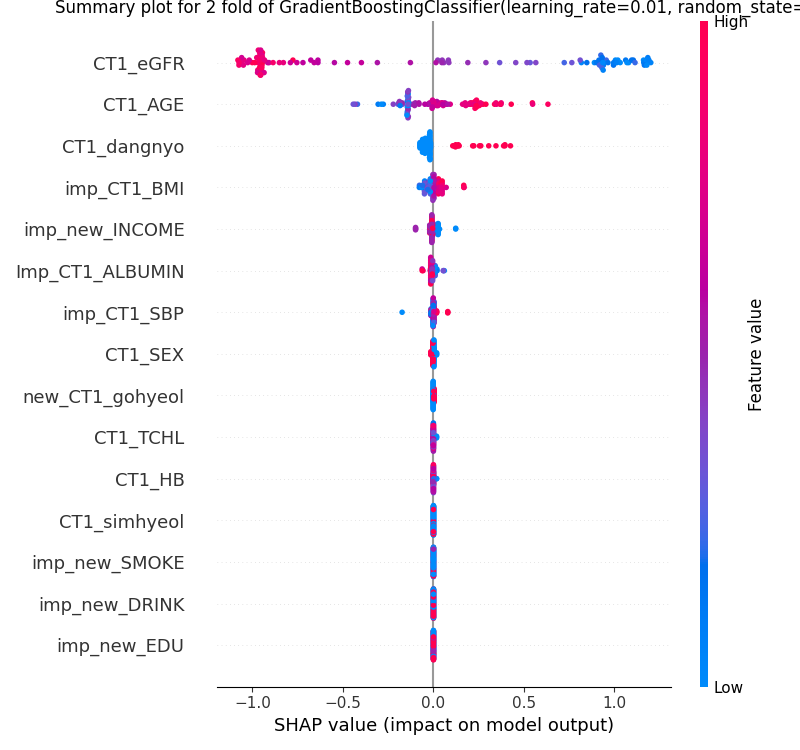 Summary plot for 2 fold of GradientBoostingClassifier(learning_rate=0.01, random_state=
High
CT1_eGFR
CT1_AGE
CT1_dangnyo
imp_CT1_BMI
imp_new_INCOME
Imp_CT1_ALBUMIN
imp_CT1_SBP
CT1_SEX
new_CT1_gohyeol
CT1_TCHL
CT1_HB
CT1_simhyeol
imp_new_SMOKE
imp_new_DRINK
imp_new_EDU
Feature value
Low
−1.0 −0.5 0.0 0.5 1.0
SHAP value (impact on model output)